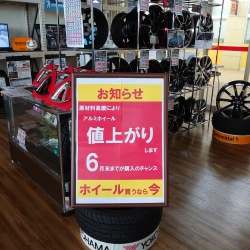 お知らせ
原材料高騰により
アルミホイール
値上がり
します
6月末までが購入のチャンス
ホイール買うなら今
YOKO